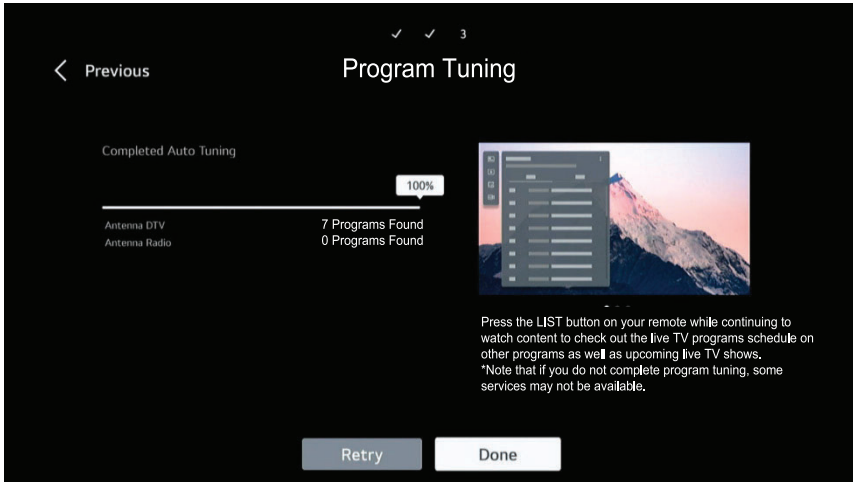 ✓ ✓ 3
Previous
Program Tuning
Completed Auto Tuning
100%
Antenna DTV 7 Programs Found
Antenna Radio 0 Programs Found
Press the LIST button on your remote while continuing to
watch content to check out the live TV programs schedule on
other programs as well as upcoming live TV shows.
*Note that if you do not complete program tuning, some
services may not be available.
Retry Done